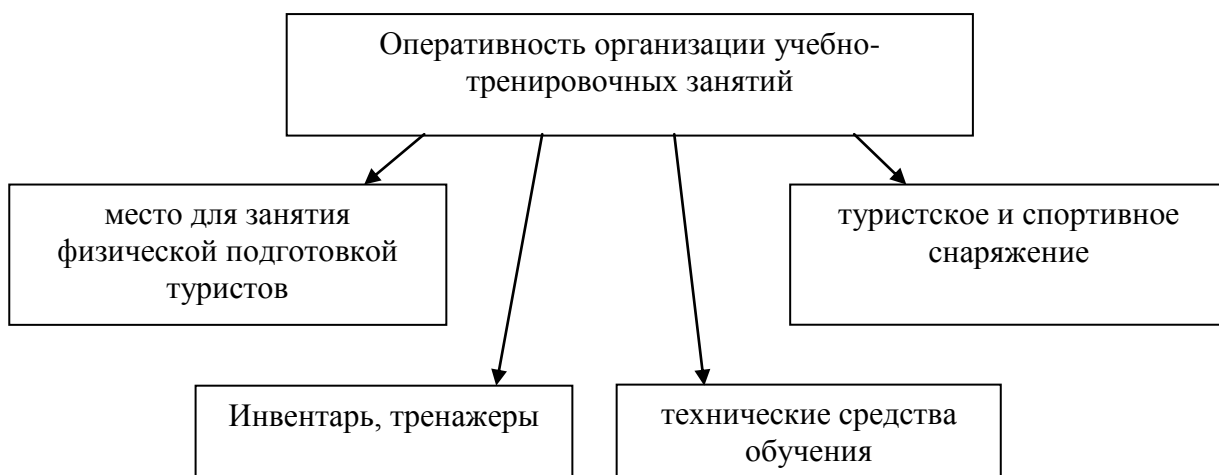 Оперативность организации учебно-
тренировочных занятий
место для занятия
физической подготовкой
туристов
туристское и спортивное
снаряжение
Инвентарь, тренажеры
технические средства
обучения